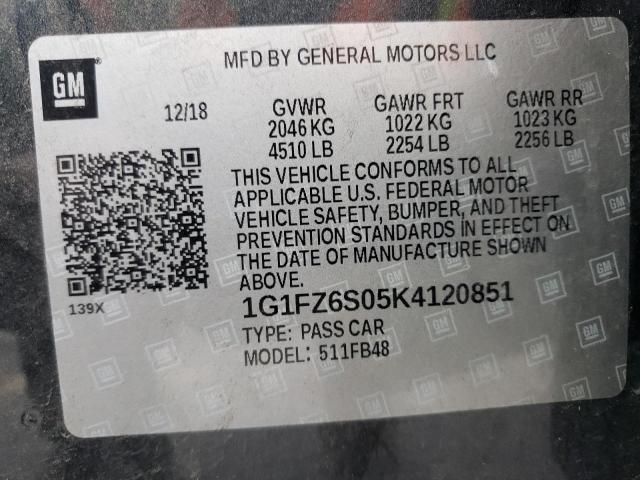 GM
MFD BY GENERAL MOTORS LLC
12/18
GVWR
2046 KG
4510 LB
GAWR FRT
1022 KG
2254 LB
GAWR RR
1023 KG
2256 LB
THIS VEHICLE CONFORMS TO ALL
APPLICABLE U.S. FEDERAL MOTOR
VEHICLE SAFETY, BUMPER, AND THEFT
PREVENTION STANDARDS IN EFFECT ON
THE DATE OF MANUFACTURE SHOWN
ABOVE.
139X
1G1FZ6S05K4120851
TYPE: PASS CAR
MODEL: 511FB48